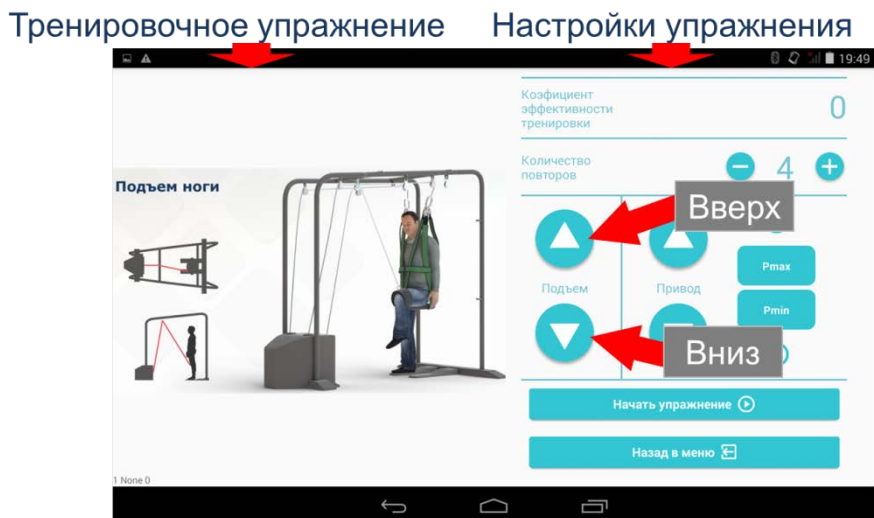 Тренировочное упражнение
Настройки упражнения
19:49
Коэфициент
эффективности
тренировки
0
Количество
повторов
4
Подъем ноги
Вверх
Pmax
Подъем
Привод
Pmin
Вниз
Начать упражнение
Назад в меню
1 None 0